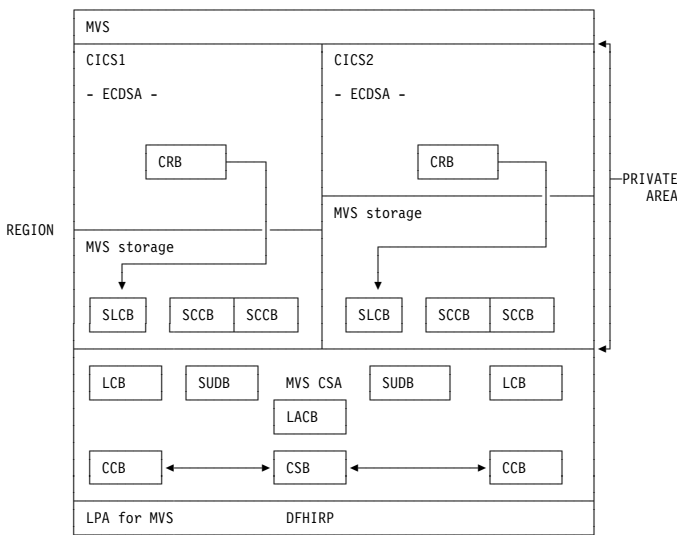 MVS
CICS1
CICS2
- ECDSA -
- ECDSA -
CRB
CRB
PRIVATE
AREA
MVS storage
REGION
MVS storage
SLCB
SCCB
SCCB
SLCB
SCCB
SCCB
LCB
SUDB
MVS CSA
SUDB
LCB
LACB
CCB
CSB
CCB
LPA for MVS
DFHIRP